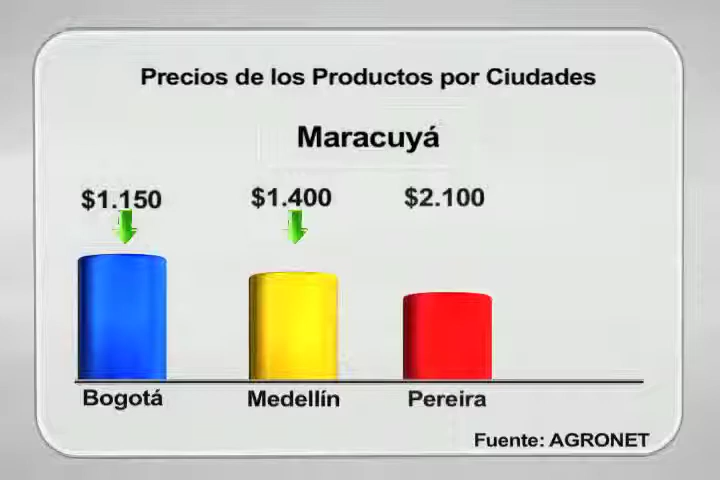 Precios de los Productos por Ciudades
Maracuyá
$1.150 $1.400 $2.100
Bogotá Medellín Pereira
Fuente: AGRONET